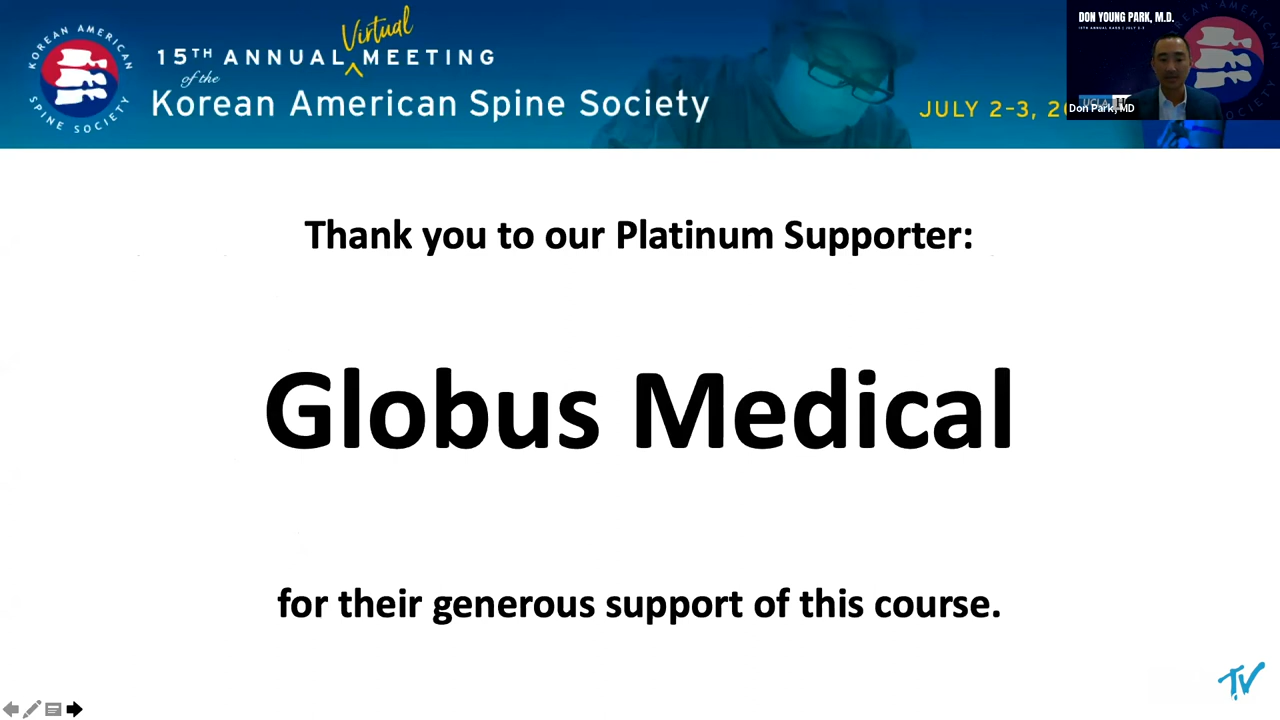 KOREAN AMERICAN
SPINE SOCIETY
15TH ANNUAL Virtual MEETING
of the
Korean American Spine Society
JULY 2-3, 2
DON YOUNG PARK, M.D.
UCLA
Don Park, MD
Thank you to our Platinum Supporter:
Globus Medical
for their generous support of this course.
TV